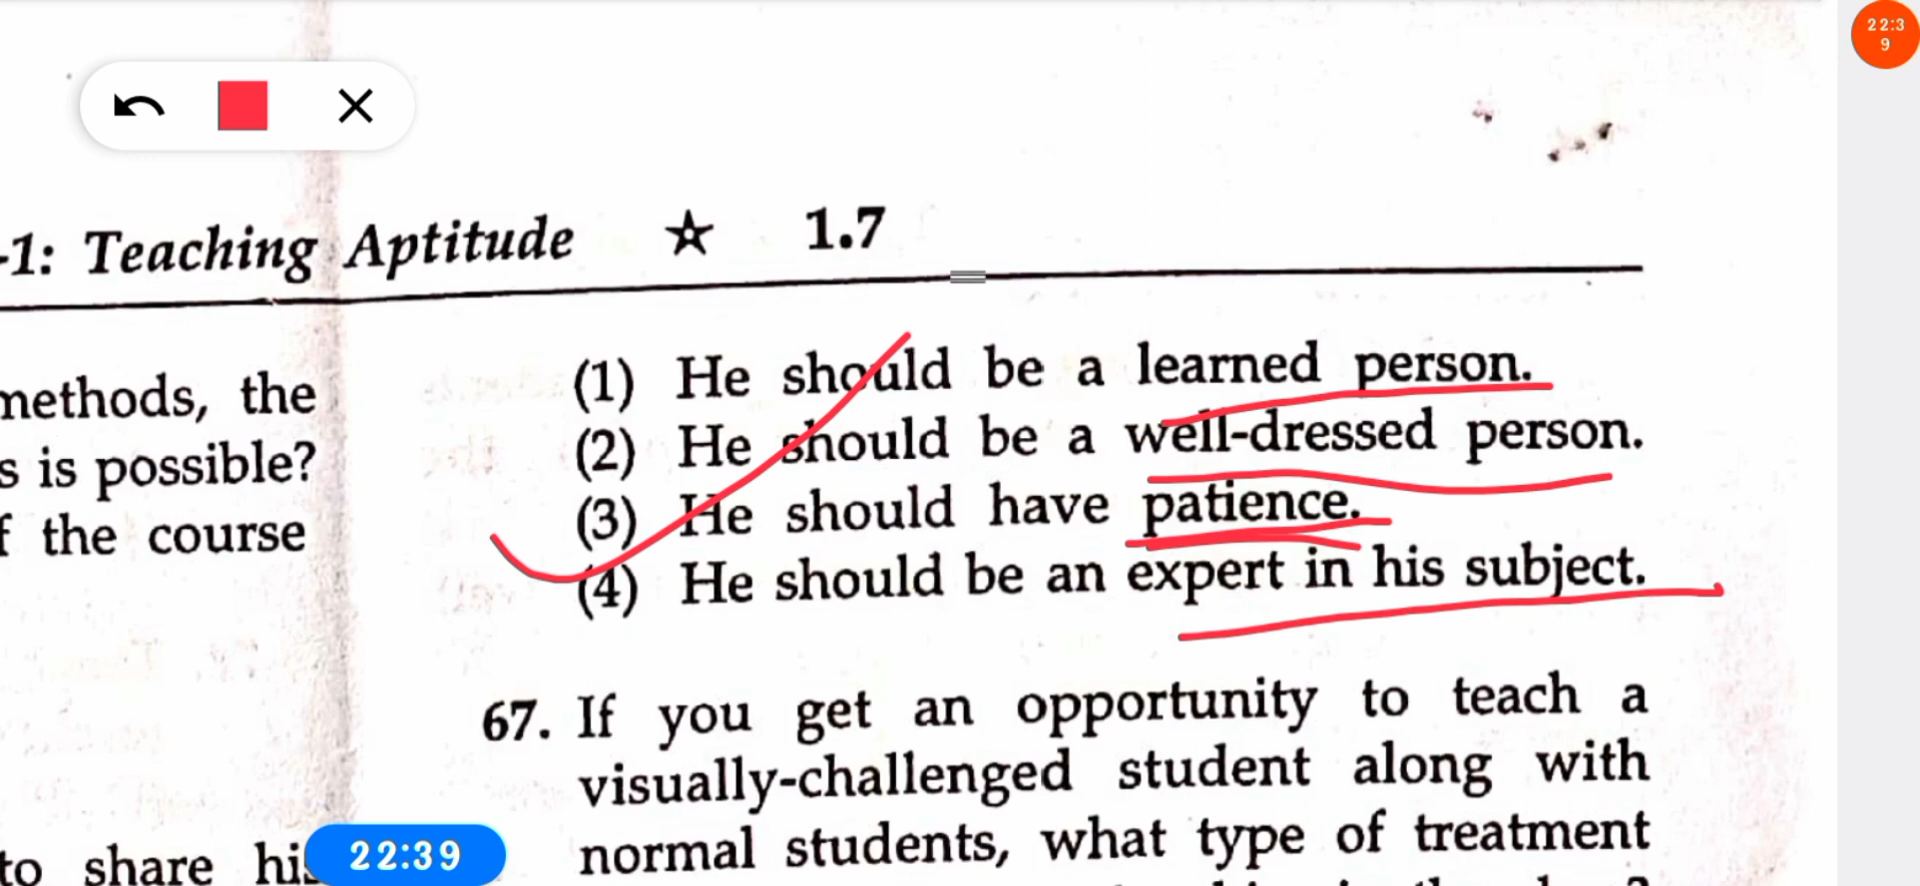 22:3
9
-1: Teaching Aptitude ☆ 1.7
methods, the
s is possible?
f the course
to share his
(1) He should be a learned person.
(2) He should be a well-dressed person.
(3) He should have patience.
(4) He should be an expert in his subject.
67. If you get an opportunity to teach a
visually-challenged student along with
normal students, what type of treatment
22:39